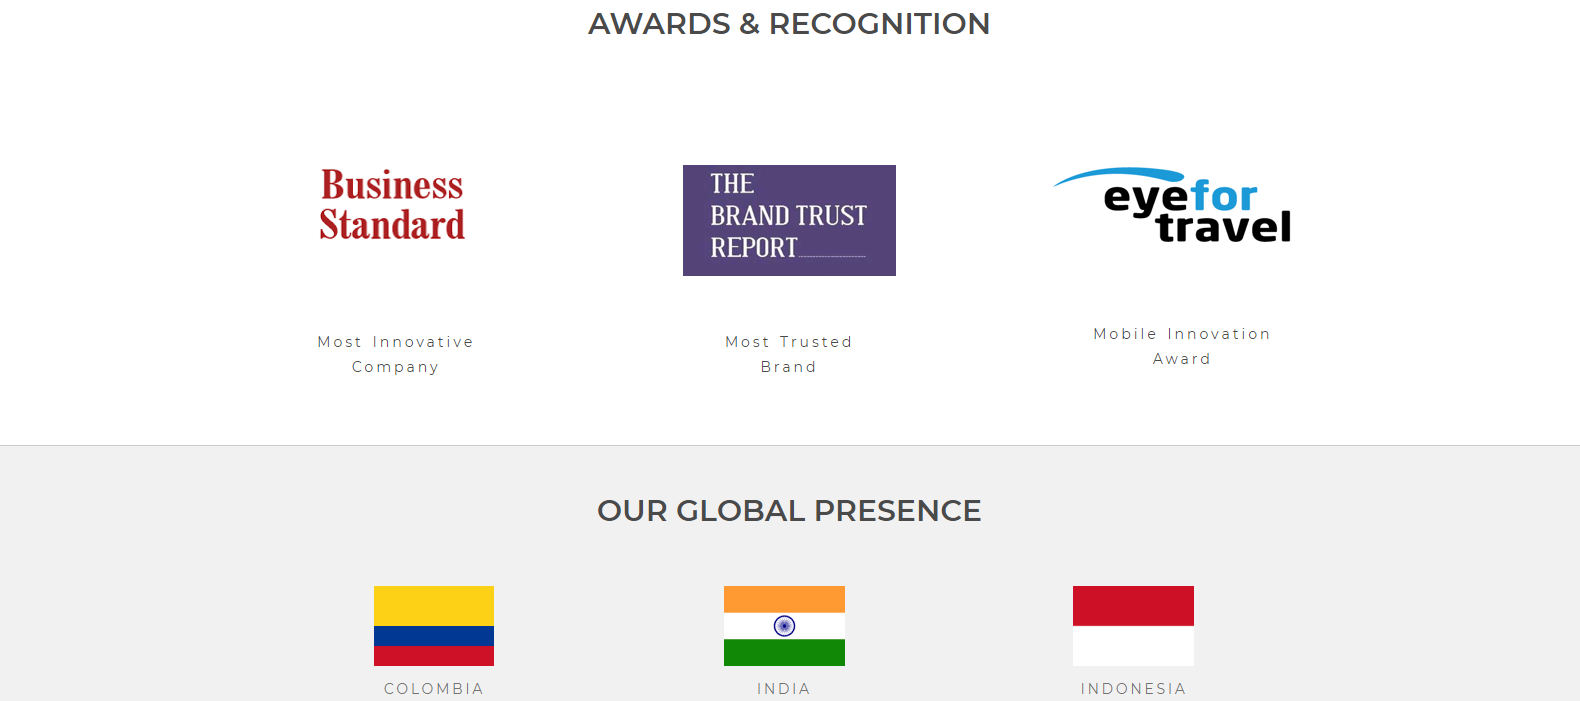 AWARDS & RECOGNITION
Business
Standard
THE
BRAND TRUST
REPORT
eyefor
travel
Most Innovative
Company
Most Trusted
Brand
Mobile Innovation
Award
OUR GLOBAL PRESENCE
COLOMBIA
INDIA
INDONESIA